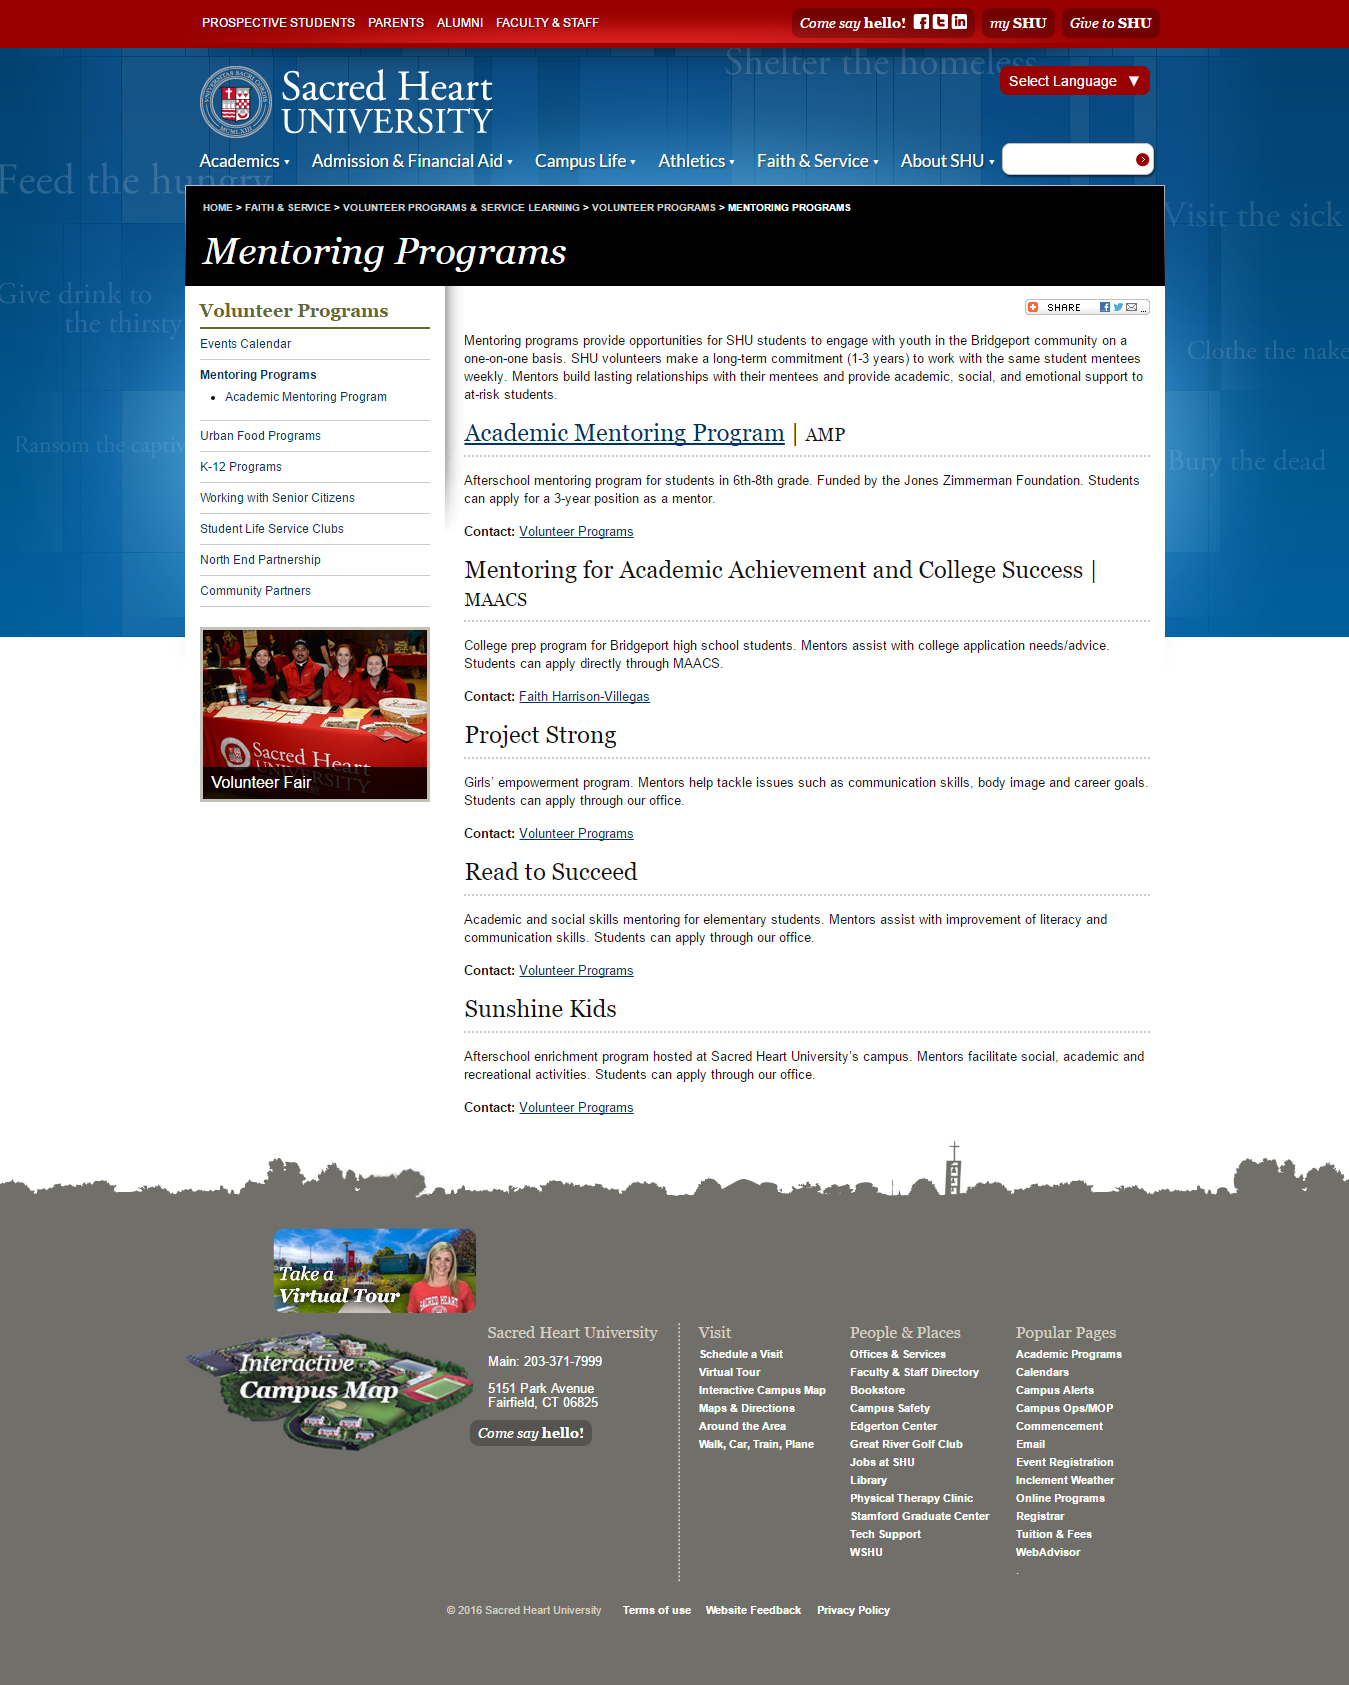 PROSPECTIVE STUDENTS PARENTS ALUMNI FACULTY & STAFF
Come say hello! my SHU Give to SHU
Shelter the homeless
Select Language ▼
Sacred Heart
UNIVERSITY
Academics Admission & Financial Aid Course Campus Life Athletics Faith & Service About SHU
Feed the hungry
Visit the sick
Give drink to
the thirsty
Clothe the nake
Ransom the captiv
Bury the dead
HOME > FAITH & SERVICE > VOLUNTEER PROGRAMS & SERVICE LEARNING > VOLUNTEER PROGRAMS > MENTORING PROGRAMS
Mentoring Programs
Volunteer Programs
Events Calendar
Mentoring Programs
• Academic Mentoring Program
Urban Food Programs
K-12 Programs
Working with Senior Citizens
Student Life Service Clubs
North End Partnership
Community Partners
Sacred Heart
UNIVERSITY
Volunteer Fair
SHARE ...
Mentoring programs provide opportunities for SHU students to engage with youth in the Bridgeport community on a
one-on-one basis. SHU volunteers make a long-term commitment (1-3 years) to work with the same student mentees
weekly. Mentors build lasting relationships with their mentees and provide academic, social, and emotional support to
at-risk students.
Academic Mentoring Program | AMP
Afterschool mentoring program for students in 6th-8th grade. Funded by the Jones Zimmerman Foundation. Students
can apply for a 3-year position as a mentor.
Contact: Volunteer Programs
Mentoring for Academic Achievement and College Success |
MAACS
College prep program for Bridgeport high school students. Mentors assist with college application needs/advice.
Students can apply directly through MAACS.
Contact: Faith Harrison-Villegas
Project Strong
Girls’ empowerment program. Mentors help tackle issues such as communication skills, body image and career goals.
Students can apply through our office.
Contact: Volunteer Programs
Read to Succeed
Academic and social skills mentoring for elementary students. Mentors assist with improvement of literacy and
communication skills. Students can apply through our office.
Contact: Volunteer Programs
Sunshine Kids
Afterschool enrichment program hosted at Sacred Heart University’s campus. Mentors facilitate social, academic and
recreational activities. Students can apply through our office.
Contact: Volunteer Programs
Take a
Virtual Tour
SACRED HEART
Interactive
Campus Map
Sacred Heart University
Main: 203-371-7999
5151 Park Avenue
Fairfield, CT 06825
Come say hello!
Visit
Schedule a Visit
Virtual Tour
Interactive Campus Map
Maps & Directions
Around the Area
Walk, Car, Train, Plane
People & Places
Offices & Services
Faculty & Staff Directory
Bookstore
Campus Safety
Edgerton Center
Great River Golf Club
Jobs at SHU
Library
Physical Therapy Clinic
Stamford Graduate Center
Tech Support
WSHU
Popular Pages
Academic Programs
Calendars
Campus Alerts
Campus Ops/MOP
Commencement
Email
Event Registration
Inclement Weather
Online Programs
Registrar
Tuition & Fees
WebAdvisor
.
© 2016 Sacred Heart University Terms of use Website Feedback Privacy Policy